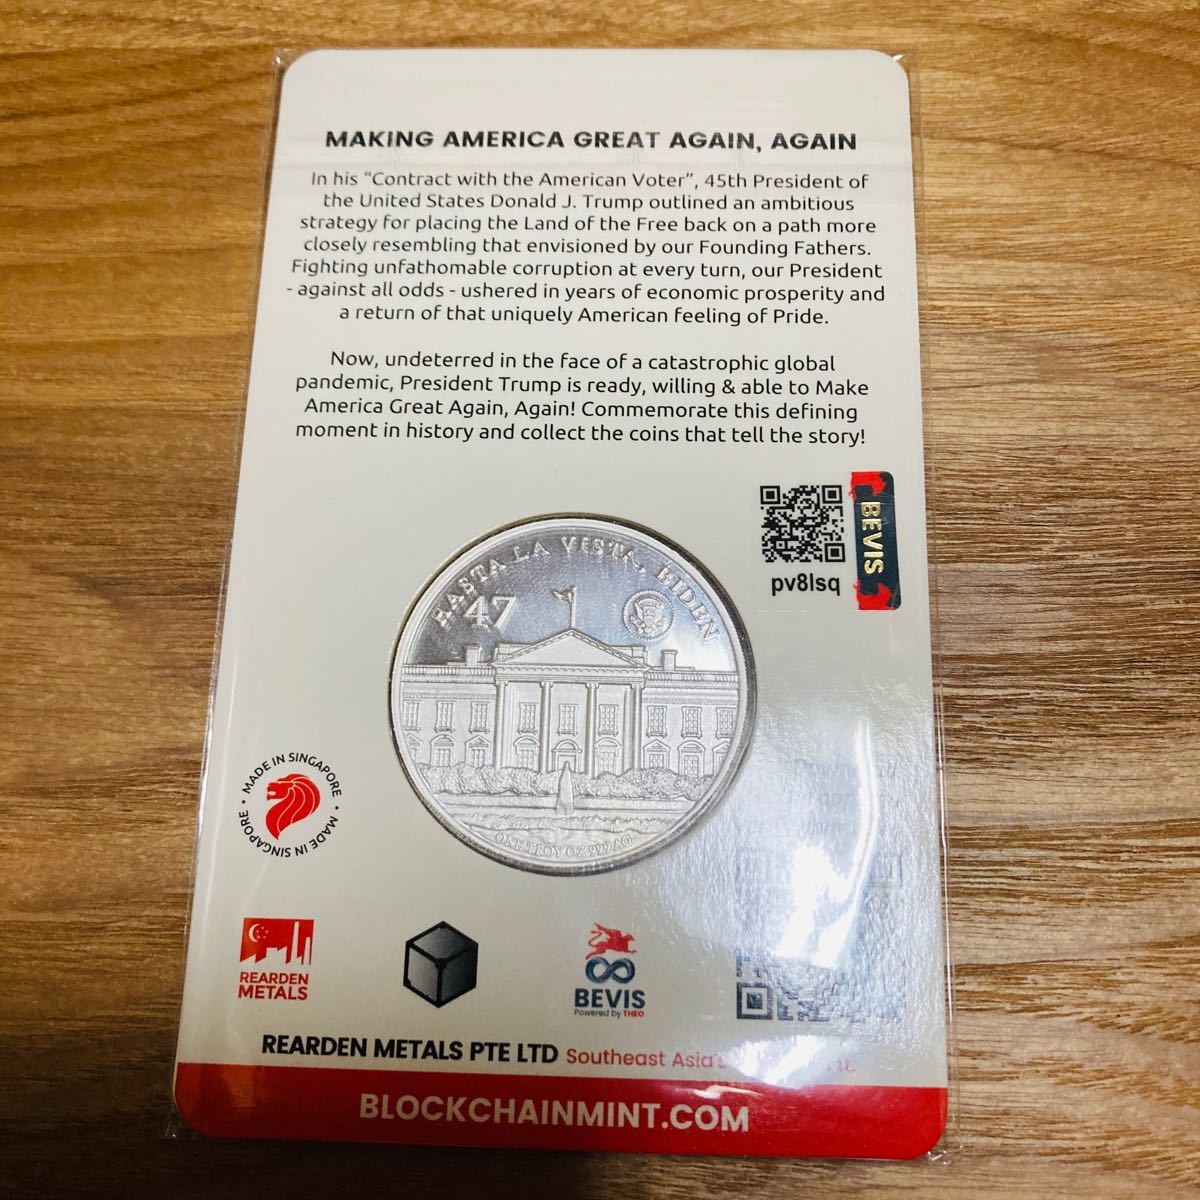 MAKING AMERICA GREAT AGAIN, AGAIN
In his “Contract with the American Voter”, 45th President of
the United States Donald J. Trump outlined an ambitious
strategy for placing the Land of the Free back on a path more
closely resembling that envisioned by our Founding Fathers.
Fighting unfathomable corruption at every turn, our President
- against all odds - ushered in years of economic prosperity and
a return of that uniquely American feeling of Pride.
Now, undeterred in the face of a catastrophic global
pandemic, President Trump is ready, willing & able to Make
America Great Again, Again! Commemorate this defining
moment in history and collect the coins that tell the story!
BEVIS
pv8lsq
HASTA LA VISTA, BIDEN
47
ONE TROY OZ 999 AG
MADE IN SINGAPORE • MADE IN SINGAPORE •
REARDEN
METALS
BEVIS
Powered by THEO
REARDEN METALS PTE LTD Southeast Asia's
BLOCKCHAINMINT.COM